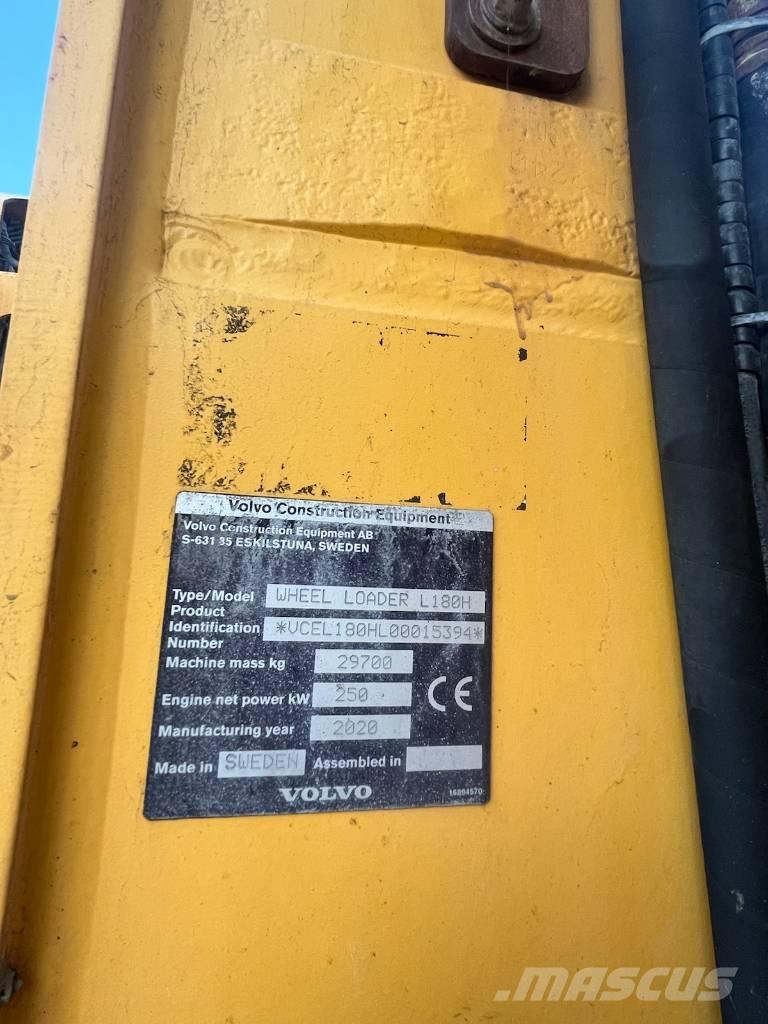 Volvo Construction Equipment
Volvo Construction Equipment AB
S-631 35 ESKILSTUNA, SWEDEN
Type/Model WHEEL LOADER L180H
Product
Identification *VCEL180HL00015394*
Number
Machine mass kg 29700
Engine net power kW 250 CE
Manufacturing year 2020
Made in SWEDEN Assembled in
VOLVO 16894570
MASCUS